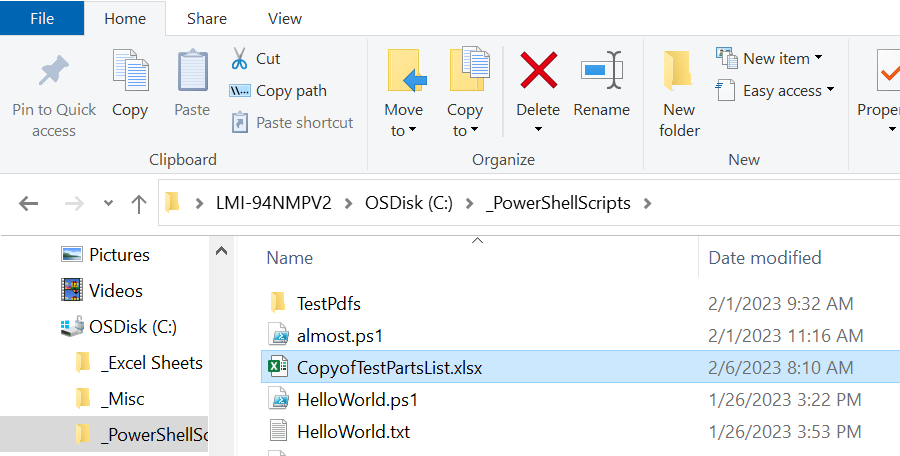 File Home Share View
Pin to Quick access
Copy
Paste
Cut
Copy path
Paste shortcut
Move to
Copy to
Delete
Rename
New folder
New item
Easy access
Proper
Clipboard Organize New
LMI-94NMPV2 OSDisk (C:) _PowerShellScripts
Name Date modified
Pictures
Videos
OSDisk (C:)
_Excel Sheets
_Misc
_PowerShellSc
TestPdfs 2/1/2023 9:32 AM
almost.ps1 2/1/2023 11:16 AM
CopyofTestPartsList.xlsx 2/6/2023 8:10 AM
HelloWorld.ps1 1/26/2023 3:22 PM
HelloWorld.txt 1/26/2023 3:53 PM